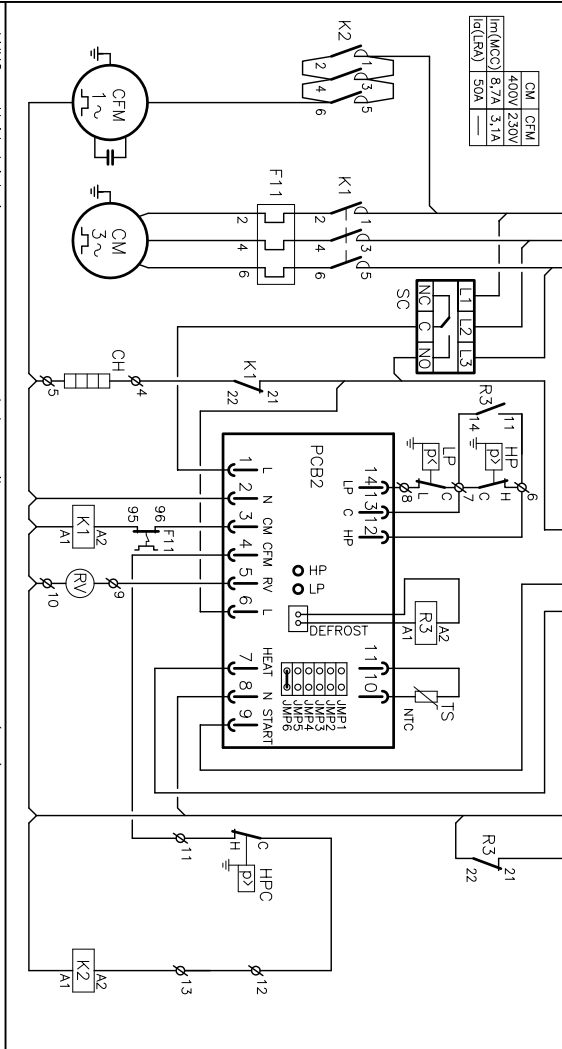 CM CFM
400V 230V
Im(MCC) 8,7A 3,1A
Ia(LRA) 50A —
K2
1 3 5
2 4 6
CFM
1 ~
K1
1 3 5
2 4 6
F11
2 4 6
CM
3 ~
L1 L2 L3
NC C NO
SC
K1
21
22
CH
4
5
R3
11
14
HP
P>
H
C
6
7
LP
P>
C
L
8
PCB2
14 13 12
LP C HP
HP
LP
DEFROST
R3
A1 A2
11 10
TS
NTC
JMP1
JMP2
JMP3
JMP4
JMP5
JMP6
1 2 3 4 5 6 7 8 9
L N CM CFM RV L HEAT N START
96
95
F11
K1
A2
A1
RV
9
10
R3
21
22
HPC
P>
C
H
11
12
13
K2
A2
A1